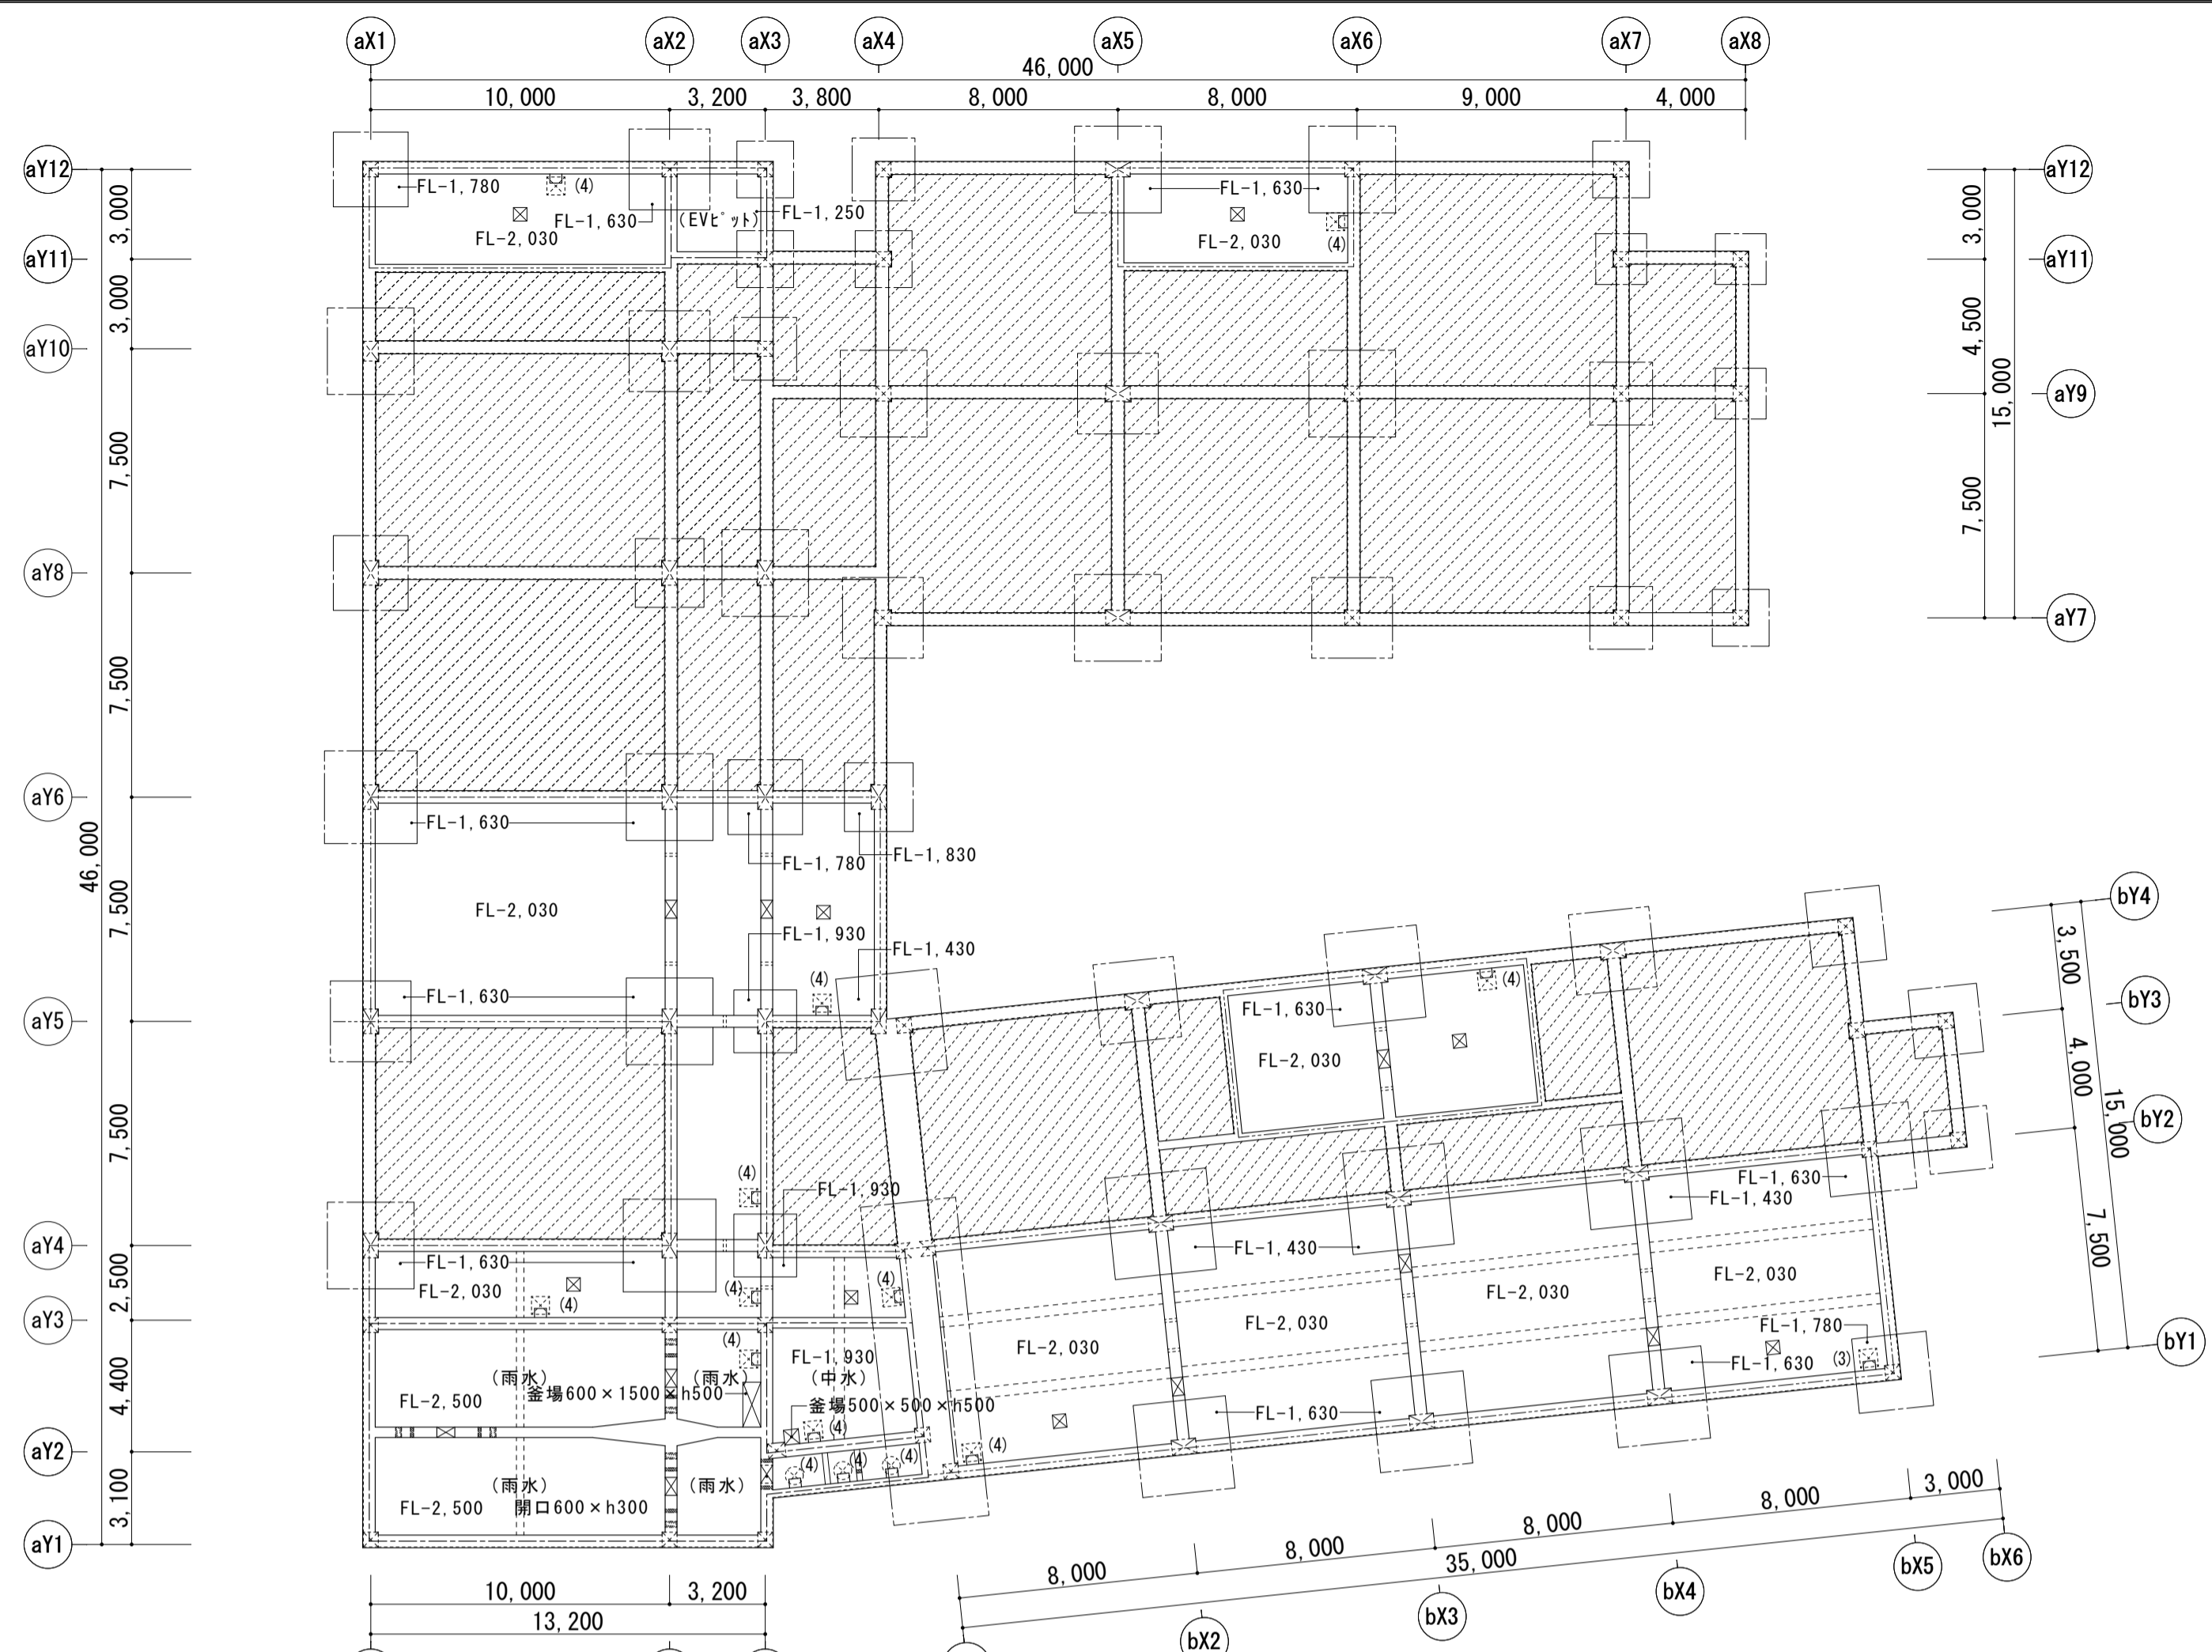 aX1 aX2 aX3 aX4 aX5 aX6 aX7 aX8
46,000
10,000 3,200 3,800 8,000 8,000 9,000 4,000
aY12 aY12
3,000 3,000
FL-1,780 (4) FL-1,630
FL-1,630 (EVピット) FL-1,250
FL-2,030 FL-2,030 (4)
aY11 aY11
3,000 4,500
aY10
15,000
aY9
7,500
7,500
aY8
aY7
7,500
aY6
FL-1,630
46,000
FL-1,780 FL-1,830
7,500
FL-2,030
FL-1,930 FL-1,430
bY4
3,500
(4) (4)
FL-1,630
bY3
FL-1,630
aY5
FL-2,030
4,000
7,500
15,000
bY2
(4)
FL-1,930
FL-1,630
FL-1,430
7,500
aY4
FL-1,430
FL-1,630
FL-2,030
FL-2,030 (4) (4)
FL-2,030
2,500
(4)
aY3
FL-2,030
FL-1,780
bY1
(4)
FL-2,030
FL-1,930
FL-1,630 (3)
(雨水) (雨水) (中水)
4,400
釜場600×1500×h500
FL-2,500
釜場500×500×h500
FL-1,630
(4)
(4)
aY2
(4) (4) (4)
(雨水) (雨水)
3,100
FL-2,500 開口600×h300
aY1
3,000
8,000
8,000
8,000
8,000
35,000
bX6
bX5
10,000 3,200
bX4
13,200
bX3
bX2